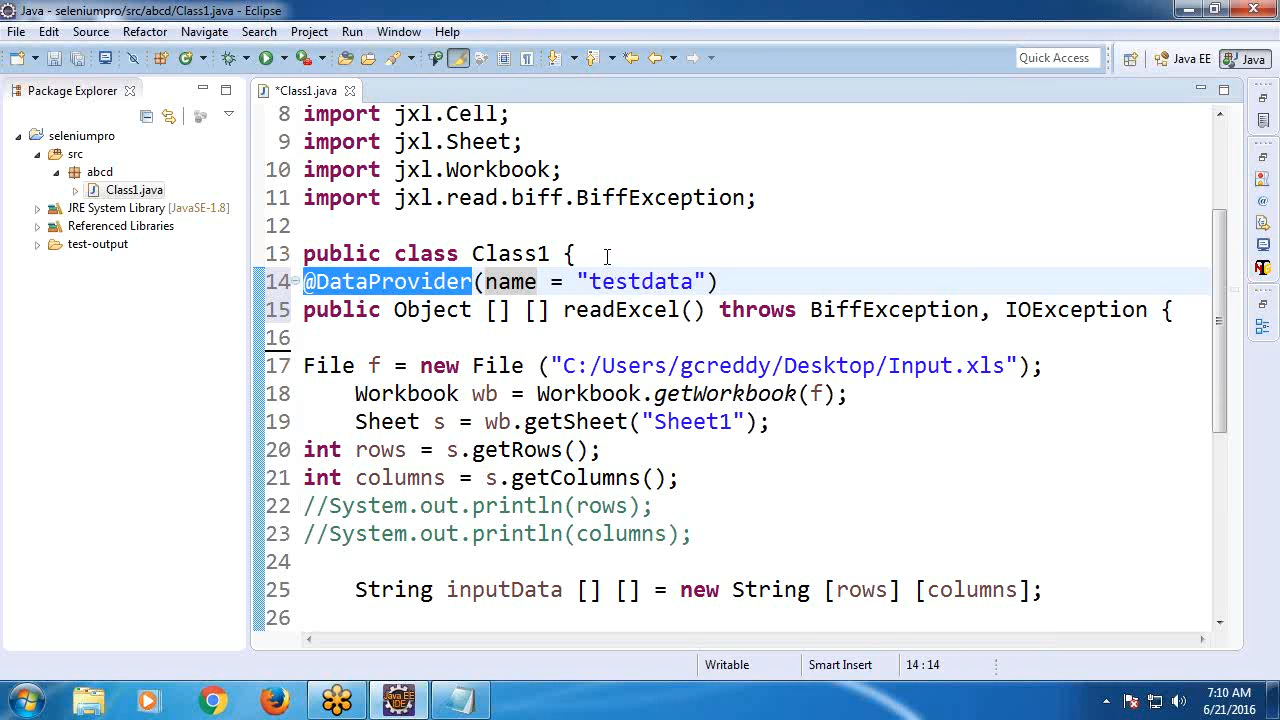 Java - seleniumpro/src/abcd/Class1.java - Eclipse
File Edit Source Refactor Navigate Search Project Run Window Help
Quick Access
Java EE
Java
Package Explorer
seleniumpro
src
abcd
Class1.java
JRE System Library [JavaSE-1.8]
Referenced Libraries
test-output
*Class1.java
8 import jxl.Cell;
9 import jxl.Sheet;
10 import jxl.Workbook;
11 import jxl.read.biff.BiffException;
12
13 public class Class1 {
14 @DataProvider(name = "testdata")
15 public Object [] [] readExcel() throws BiffException, IOException {
16
17 File f = new File ("C:/Users/gcreddy/Desktop/Input.xls");
18 Workbook wb = Workbook.getWorkbook(f);
19 Sheet s = wb.getSheet("Sheet1");
20 int rows = s.getRows();
21 int columns = s.getColumns();
22 //System.out.println(rows);
23 //System.out.println(columns);
24
25 String inputData [] [] = new String [rows] [columns];
26
Writable
Smart Insert
14 : 14
Java EE
IDE
7:10 AM
6/21/2016